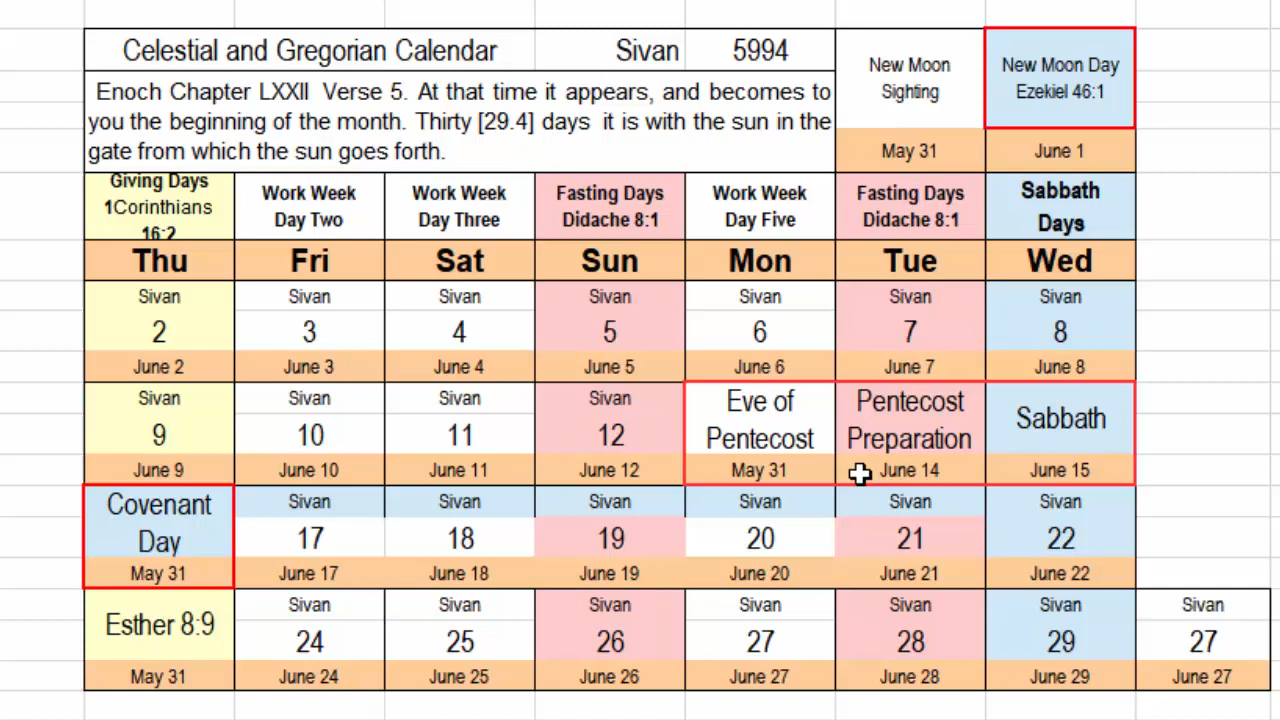 Celestial and Gregorian Calendar Sivan 5994
New Moon
Sighting
New Moon Day
Ezekiel 46:1
Enoch Chapter LXXII Verse 5. At that time it appears, and becomes to
you the beginning of the month. Thirty [29.4] days it is with the sun in the
gate from which the sun goes forth.
May 31 June 1
Giving Days
1Corinthians
16:2
Work Week
Day Two
Work Week
Day Three
Fasting Days
Didache 8:1
Work Week
Day Five
Fasting Days
Didache 8:1
Sabbath
Days
Thu Fri Sat Sun Mon Tue Wed
Sivan Sivan Sivan Sivan Sivan Sivan Sivan
2 3 4 5 6 7 8
June 2 June 3 June 4 June 5 June 6 June 7 June 8
Sivan Sivan Sivan Sivan
9 10 11 12
Eve of
Pentecost
Pentecost
Preparation
Sabbath
June 9 June 10 June 11 June 12 May 31 June 14 June 15
Covenant
Day
Sivan Sivan Sivan Sivan Sivan Sivan
17 18 19 20 21 22
May 31 June 17 June 18 June 19 June 20 June 21 June 22
Esther 8:9
Sivan Sivan Sivan Sivan Sivan Sivan Sivan
24 25 26 27 28 29 27
May 31 June 24 June 25 June 26 June 27 June 28 June 29 June 27